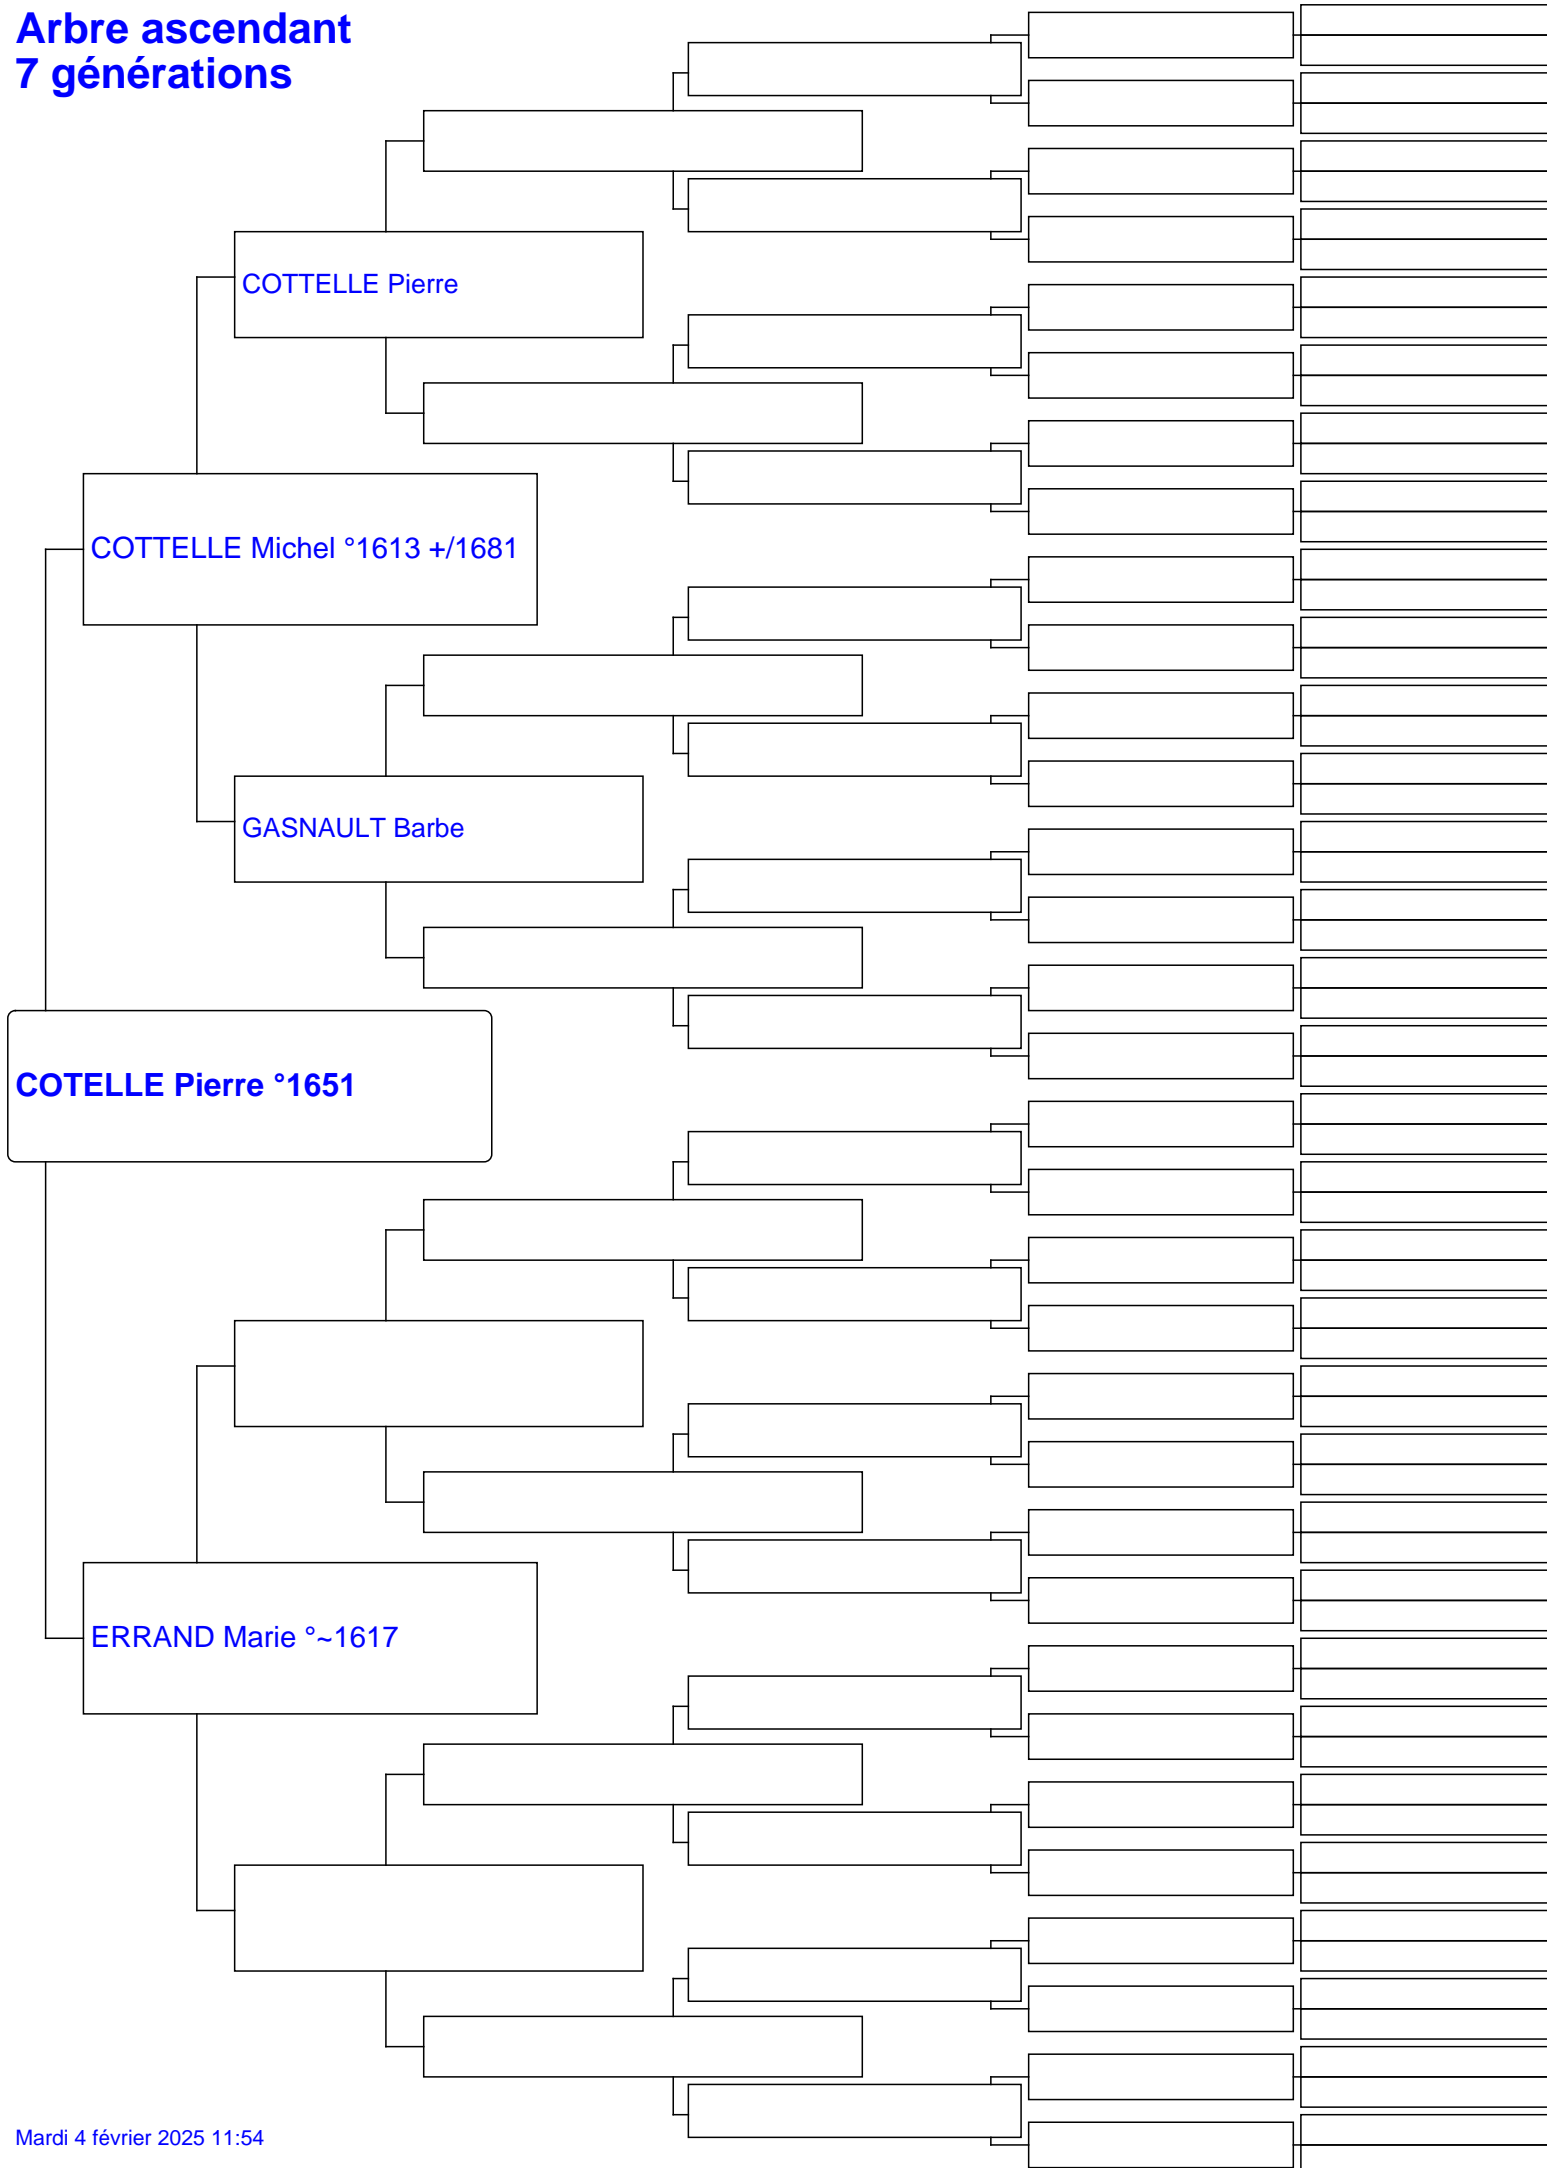 Arbre ascendant
7 générations
COTTELLE Pierre
COTTELLE Michel °1613 +/1681
GASNAULT Barbe
COTELLE Pierre °1651
ERRAND Marie °~1617
Mardi 4 février 2025 11:54